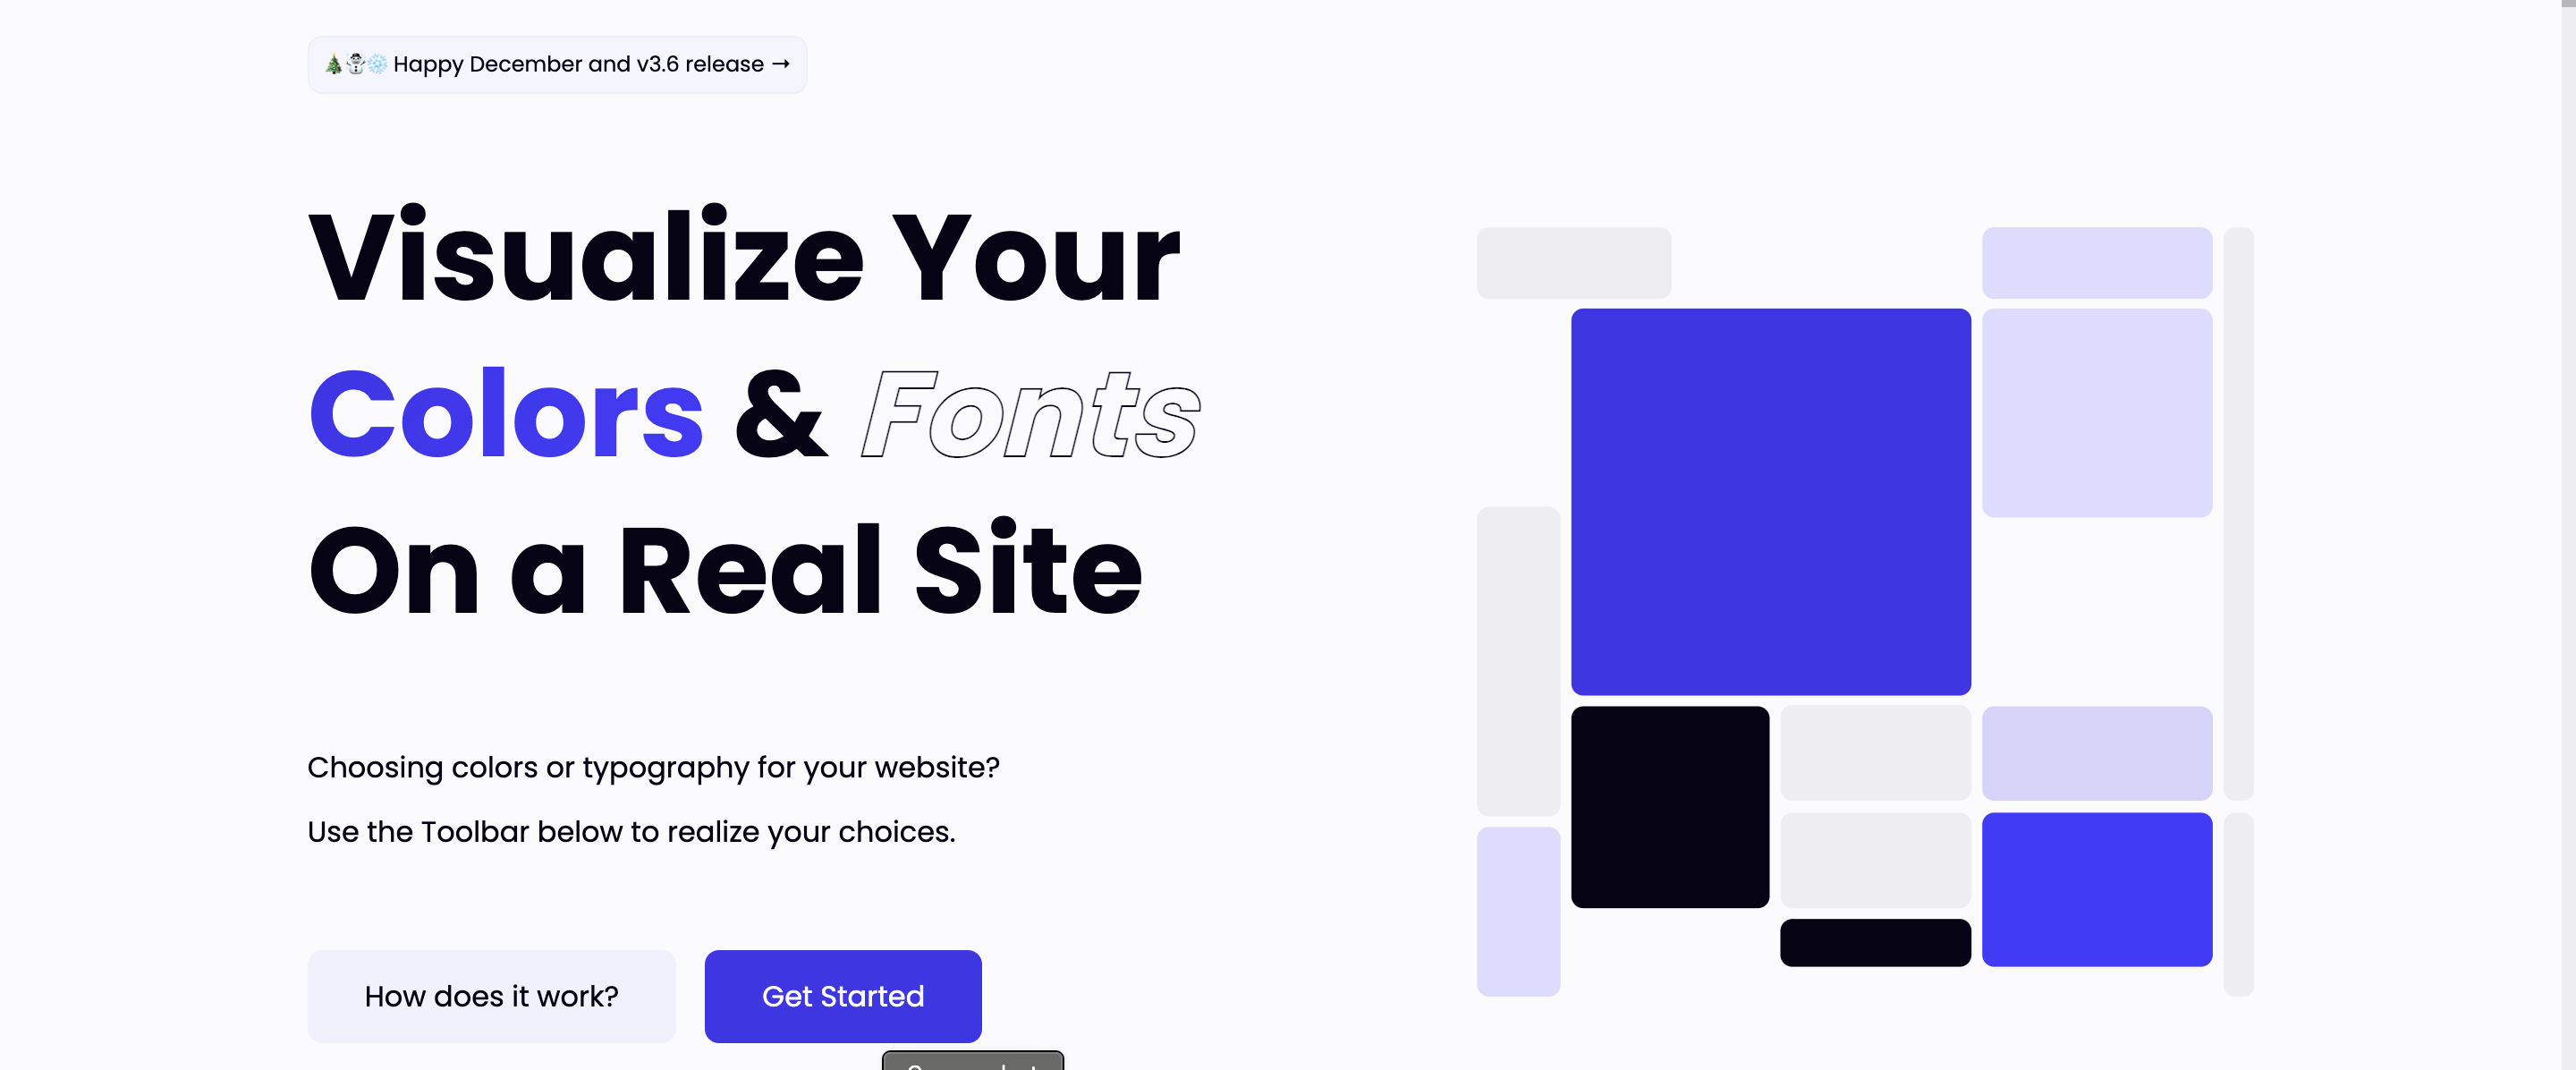 🎄☃️❄️ Happy December and v3.6 release →
Visualize Your
Colors & Fonts
On a Real Site
Choosing colors or typography for your website?
Use the Toolbar below to realize your choices.
How does it work?
Get Started